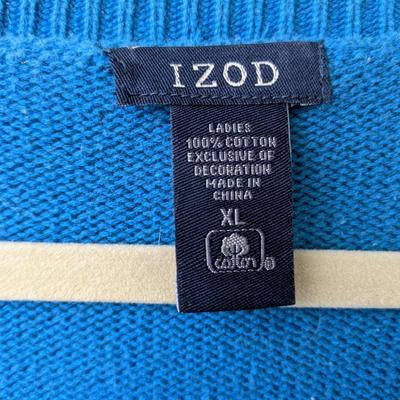 IZOD
LADIES
100% COTTON
EXCLUSIVE OF
DECORATION
MADE IN
CHINA
XL
cotton ®